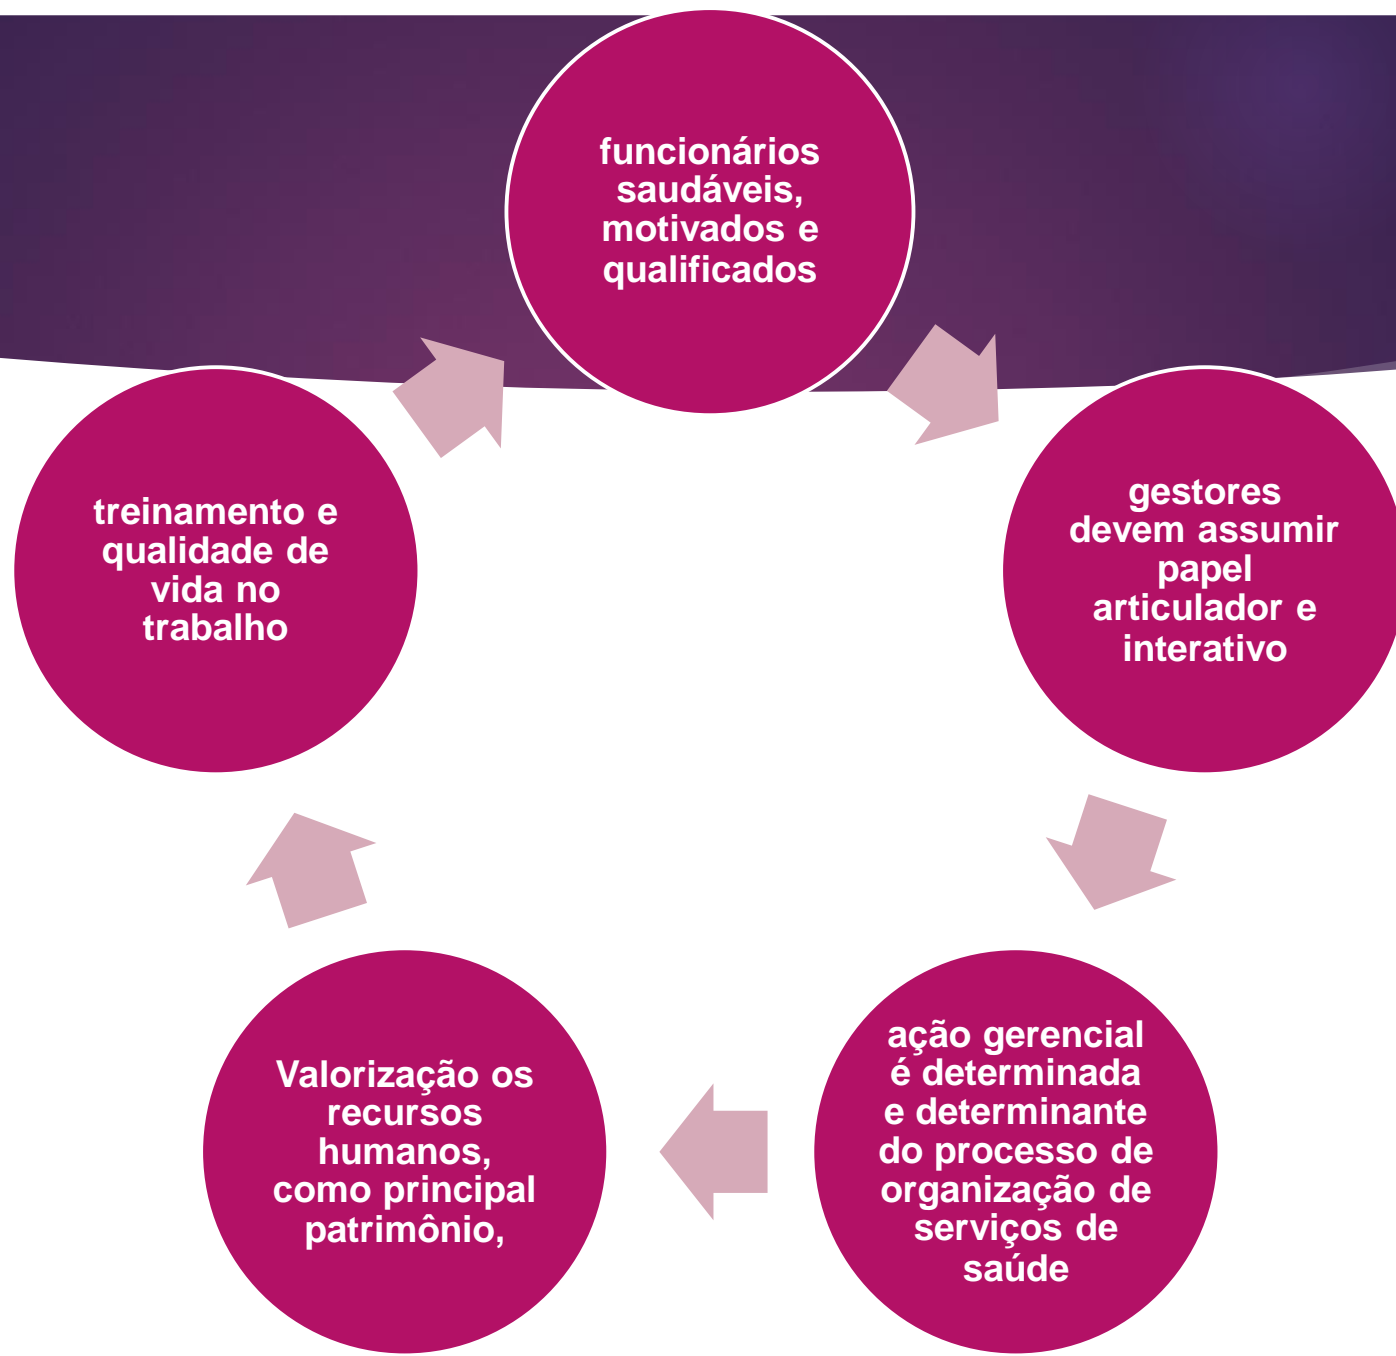 funcionários
saudáveis,
motivados e
qualificados
gestores
devem assumir
papel
articulador e
interativo
ação gerencial
é determinada
e determinante
do processo de
organização de
serviços de
saúde
Valorização os
recursos
humanos,
como principal
patrimônio,
treinamento e
qualidade de
vida no
trabalho